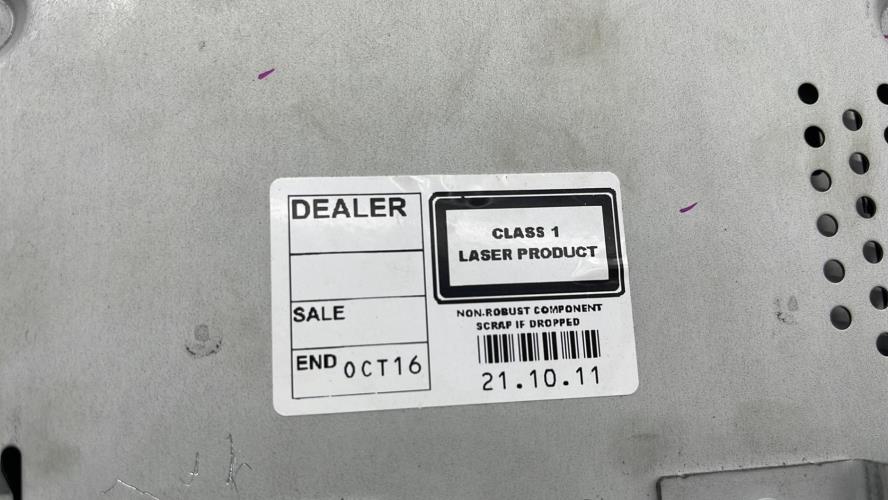 DEALER
SALE
END OCT16
CLASS 1
LASER PRODUCT
NON-ROBUST COMPONENT
SCRAP IF DROPPED
21.10.11